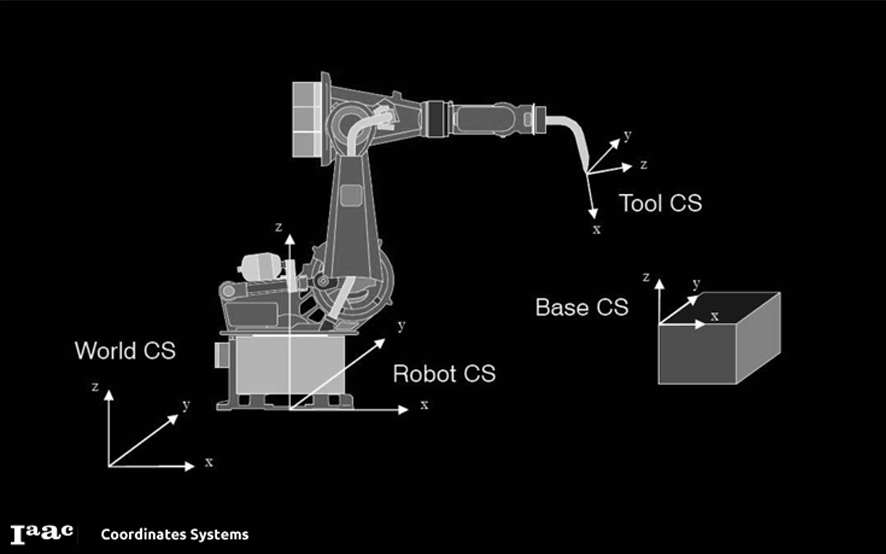 y
z
Tool CS
x
z
z
y
Base CS
x
y
World CS
Robot CS
z
y
x
x
Iaac
Coordinates Systems